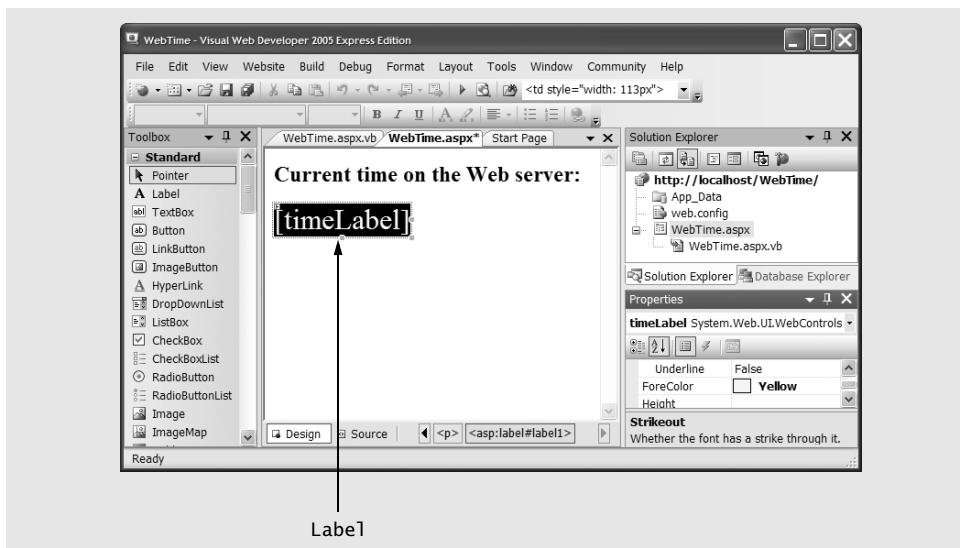 WebTime - Visual Web Developer 2005 Express Edition
File Edit View Website Build Debug Format Layout Tools Window Community Help
<td style="width: 113px">
B I U A
Toolbox
WebTime.aspx.vb WebTime.aspx* Start Page
Solution Explorer
Standard
Pointer
A Label
abl TextBox
ab Button
ab LinkButton
ImageButton
A HyperLink
DropDownList
ListBox
CheckBox
CheckBoxList
RadioButton
RadioButtonList
Image
ImageMap
Current time on the Web server:
[timeLabel]
Design Source <p> <asp:label#label1>
http://localhost/WebTime/
App_Data
web.config
WebTime.aspx
WebTime.aspx.vb
Solution Explorer Database Explorer
Properties
timeLabel System.Web.UI.WebControls
Underline False
ForeColor Yellow
Height
Strikeout
Whether the font has a strike through it.
Ready
Label